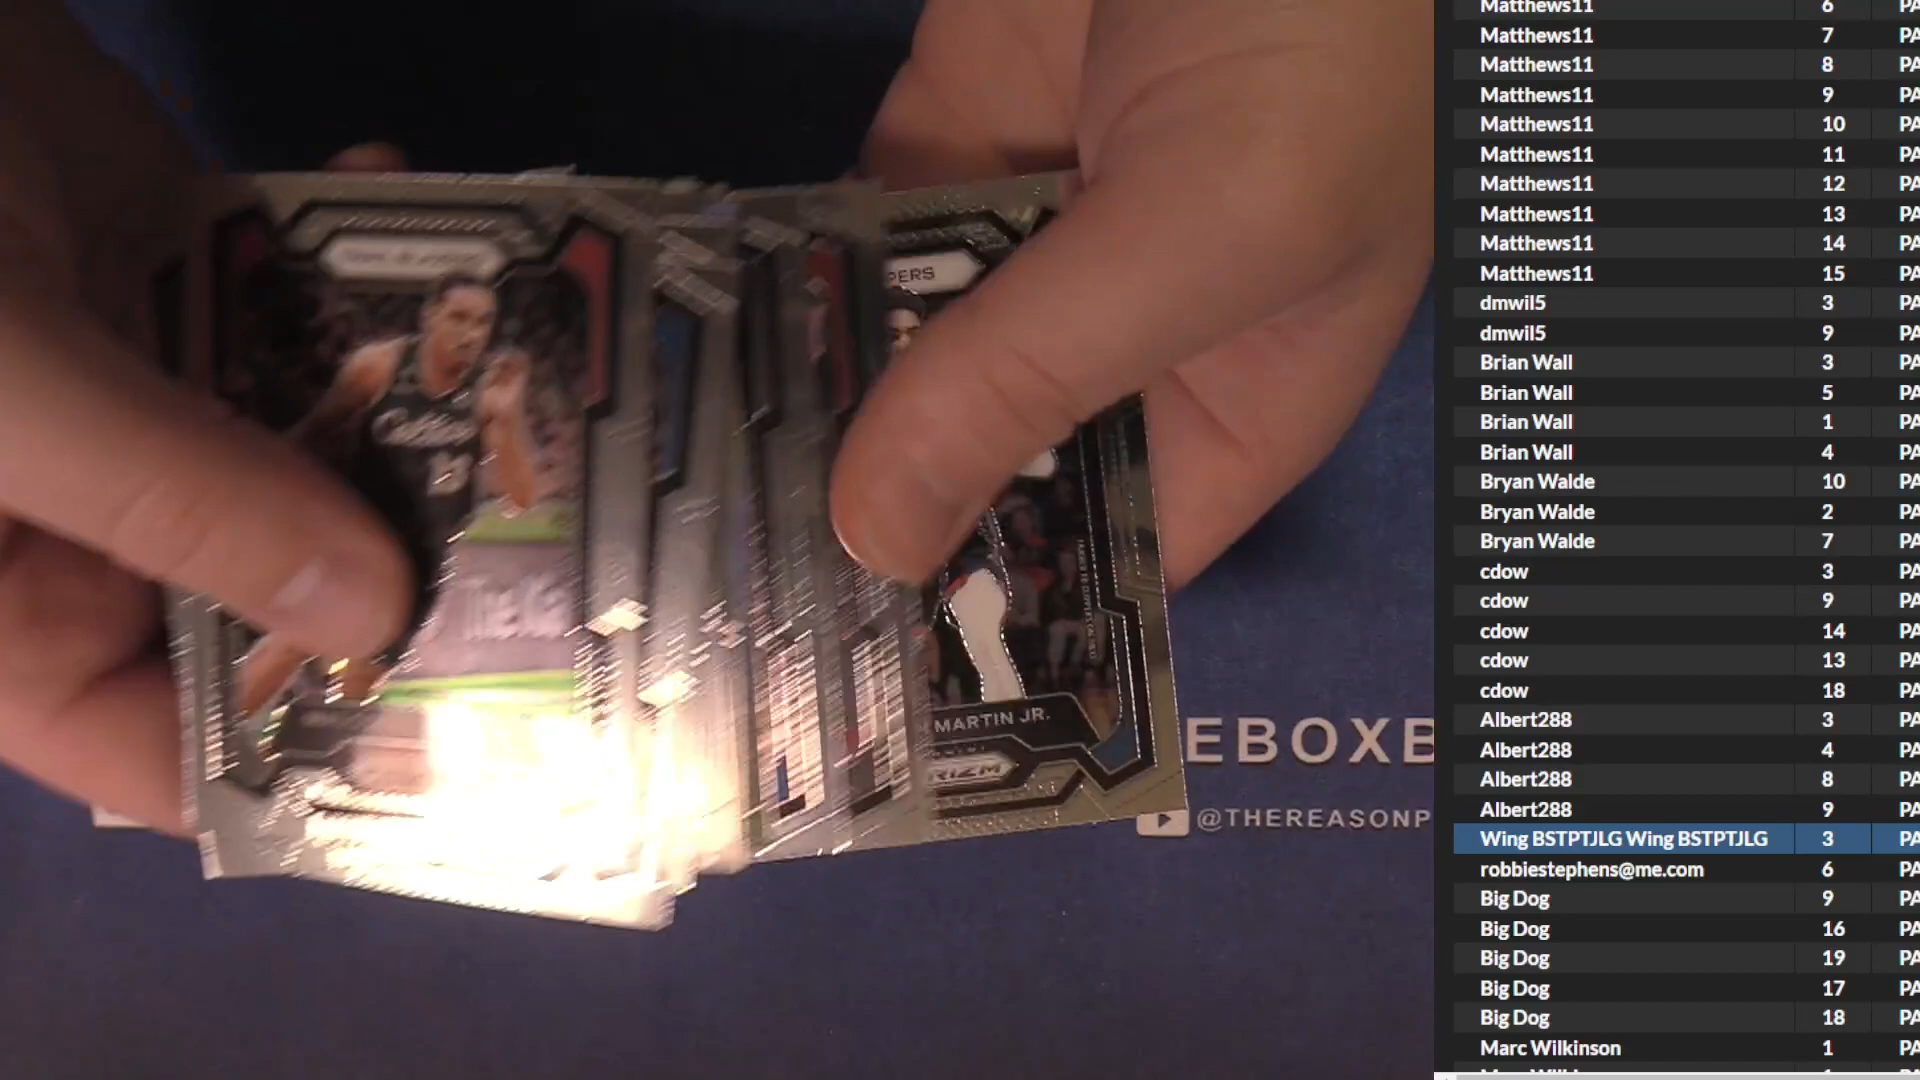 PERS
MARTIN JR.
RIZM
EBOXB
@THEREASONP
Matthews11 6 PA
Matthews11 7 PA
Matthews11 8 PA
Matthews11 9 PA
Matthews11 10 PA
Matthews11 11 PA
Matthews11 12 PA
Matthews11 13 PA
Matthews11 14 PA
Matthews11 15 PA
dmwil5 3 PA
dmwil5 9 PA
Brian Wall 3 PA
Brian Wall 5 PA
Brian Wall 1 PA
Brian Wall 4 PA
Bryan Walde 10 PA
Bryan Walde 2 PA
Bryan Walde 7 PA
cdow 3 PA
cdow 9 PA
cdow 14 PA
cdow 13 PA
cdow 18 PA
Albert288 3 PA
Albert288 4 PA
Albert288 8 PA
Albert288 9 PA
Wing BSTPTJLG Wing BSTPTJLG 3 PA
robbiestephens@me.com 6 PA
Big Dog 9 PA
Big Dog 16 PA
Big Dog 19 PA
Big Dog 17 PA
Big Dog 18 PA
Marc Wilkinson 1 PA